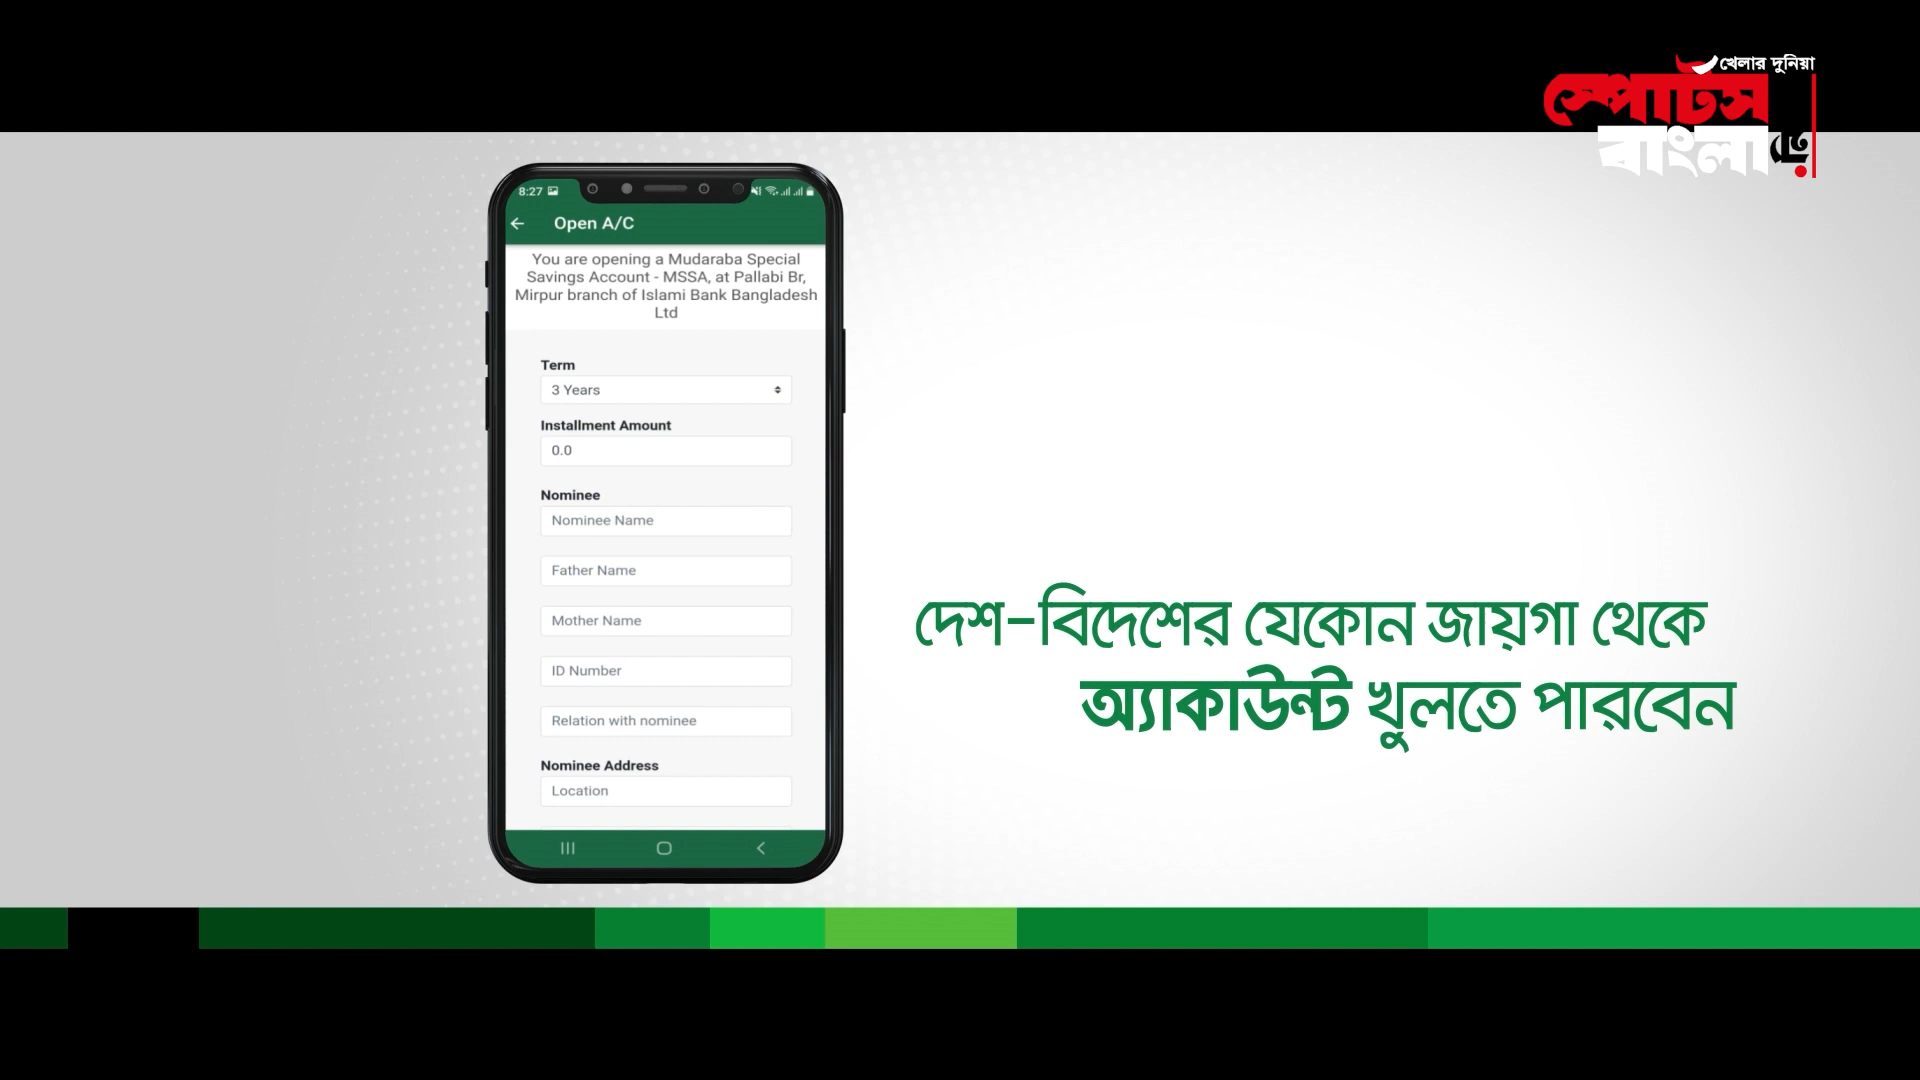 খেলার দুনিয়া
স্পোর্টস
বাংলা
8:27
Open A/C
You are opening a Mudaraba Special
Savings Account - MSSA, at Pallabi Br,
Mirpur branch of Islami Bank Bangladesh
Ltd
Term
3 Years
Installment Amount
0.0
Nominee
Nominee Name
Father Name
Mother Name
ID Number
Relation with nominee
Nominee Address
Location
দেশ-বিদেশের যেকোন জায়গা থেকে
অ্যাকাউন্ট খুলতে পারবেন